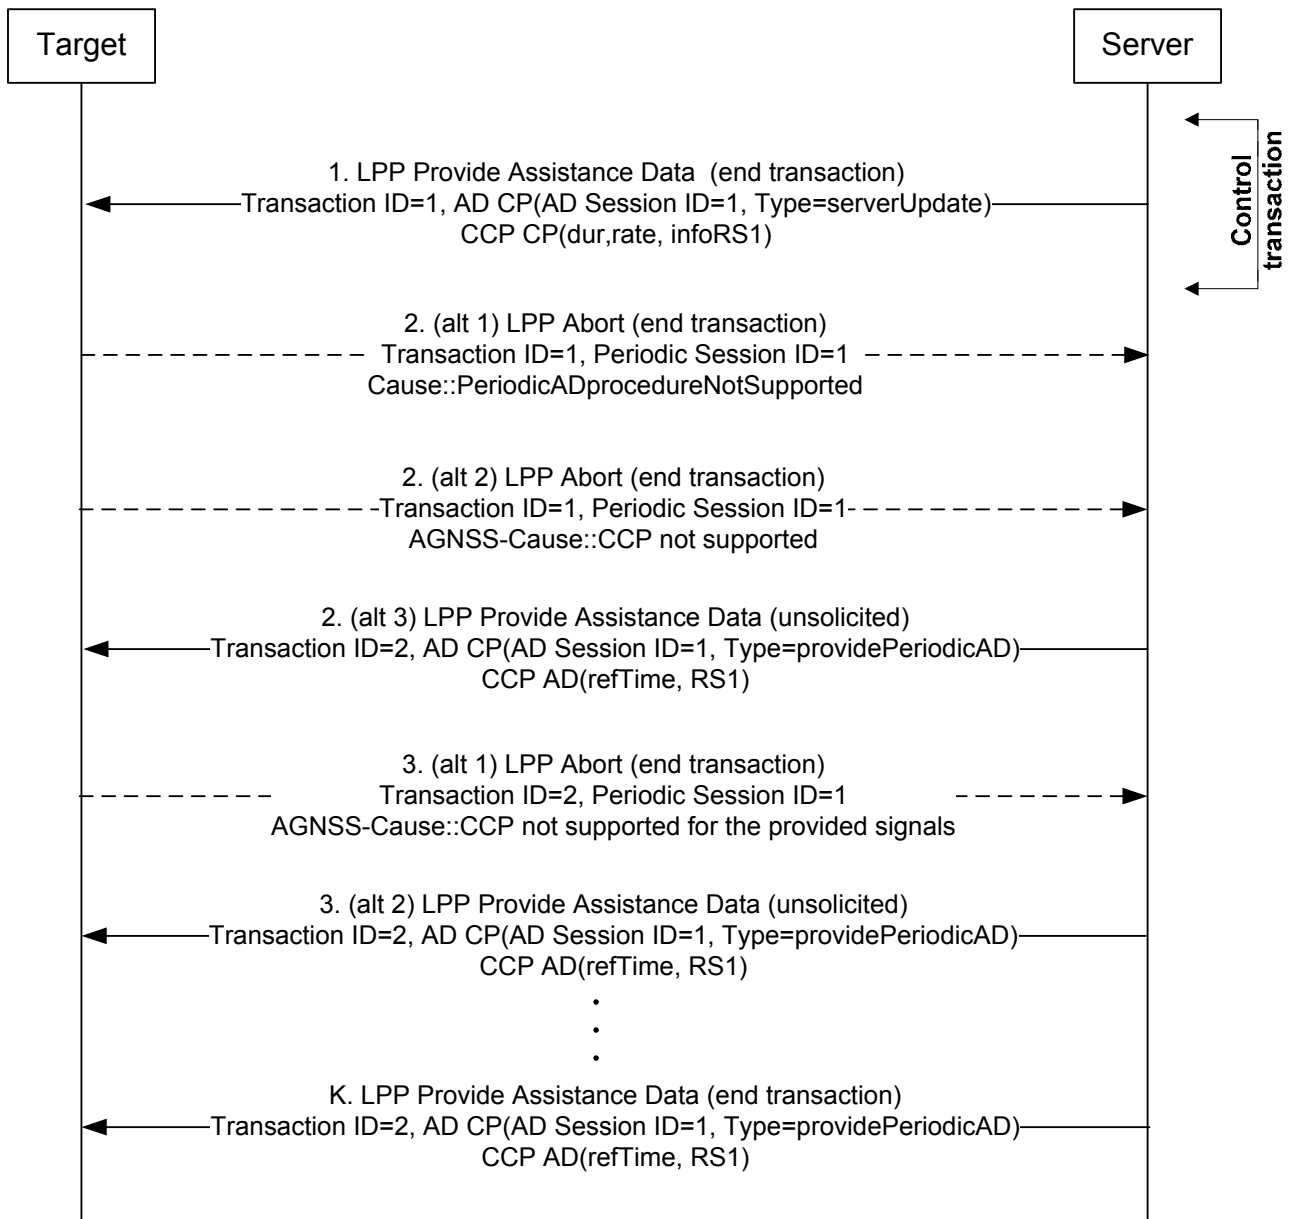 Target
Server
Control
transaction
1. LPP Provide Assistance Data  (end transaction)
Transaction ID=1, AD CP(AD Session ID=1, Type=serverUpdate)
CCP CP(dur,rate, infoRS1)
2. (alt 1) LPP Abort (end transaction)
Transaction ID=1, Periodic Session ID=1
Cause::PeriodicADprocedureNotSupported
2. (alt 2) LPP Abort (end transaction)
Transaction ID=1, Periodic Session ID=1
AGNSS-Cause::CCP not supported
2. (alt 3) LPP Provide Assistance Data (unsolicited)
Transaction ID=2, AD CP(AD Session ID=1, Type=providePeriodicAD)
CCP AD(refTime, RS1)
3. (alt 1) LPP Abort (end transaction)
Transaction ID=2, Periodic Session ID=1
AGNSS-Cause::CCP not supported for the provided signals
3. (alt 2) LPP Provide Assistance Data (unsolicited)
Transaction ID=2, AD CP(AD Session ID=1, Type=providePeriodicAD)
CCP AD(refTime, RS1)
.
.
.
K. LPP Provide Assistance Data (end transaction)
Transaction ID=2, AD CP(AD Session ID=1, Type=providePeriodicAD)
CCP AD(refTime, RS1)